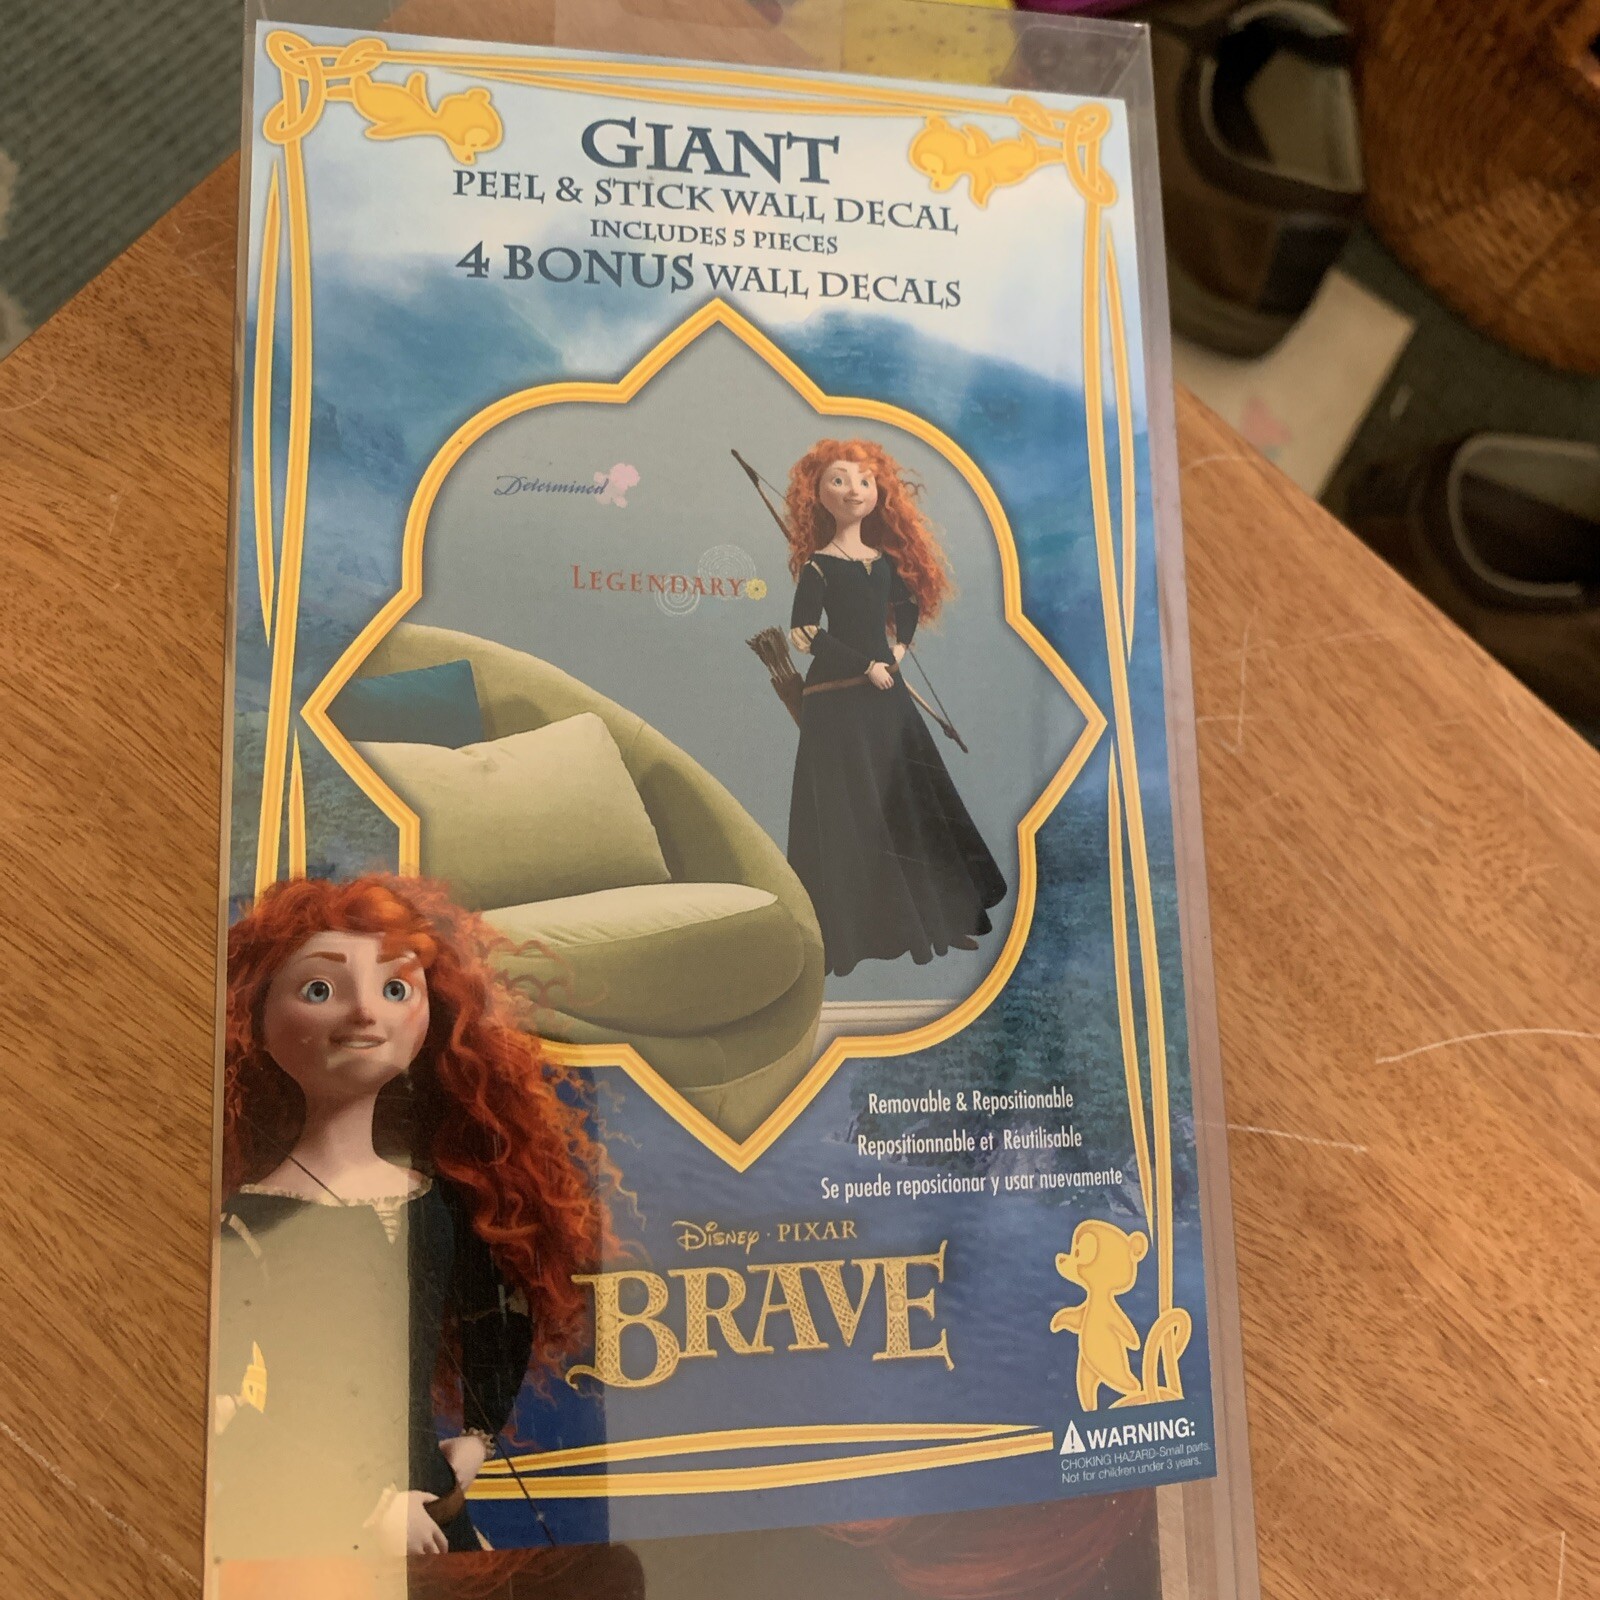 GIANT
PEEL & STICK WALL DECAL
INCLUDES 5 PIECES
4 BONUS WALL DECALS
Determined
LEGENDARY
Removable & Repositionable
Repositionnable et Réutilisable
Se puede reposicionar y usar nuevamente
DISNEY · PIXAR
BRAVE
WARNING:
CHOKING HAZARD-Small parts.
Not for children under 3 years.